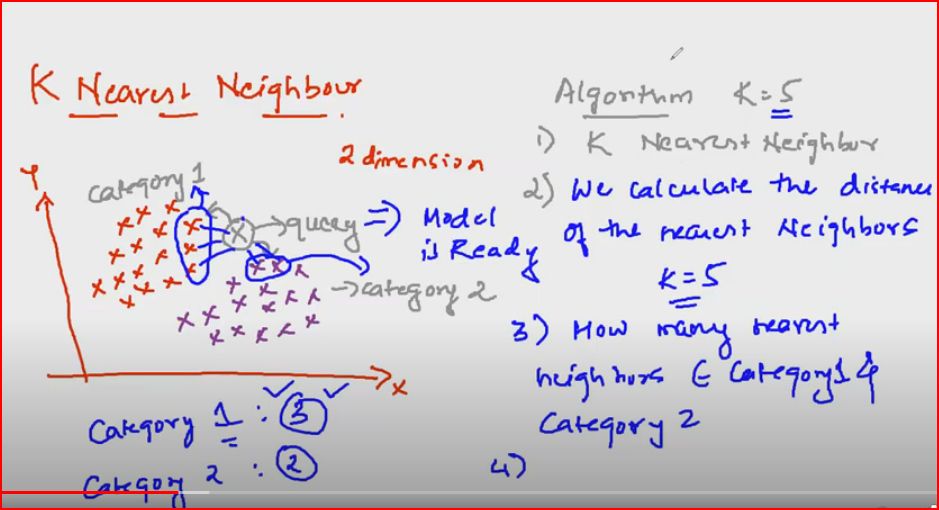 K Nearest Neighbour
2 dimension
Y
category 1
query
=> Model
is Ready
category 2
X
Category 1 : 3
Category 2 : 2
Algorithm K = 5
1) K Nearest Neighbor
2) We calculate the distance
of the nearest Neighbors
K = 5
3) How many nearest
neighbors ∈ Category 1 &
Category 2
4)